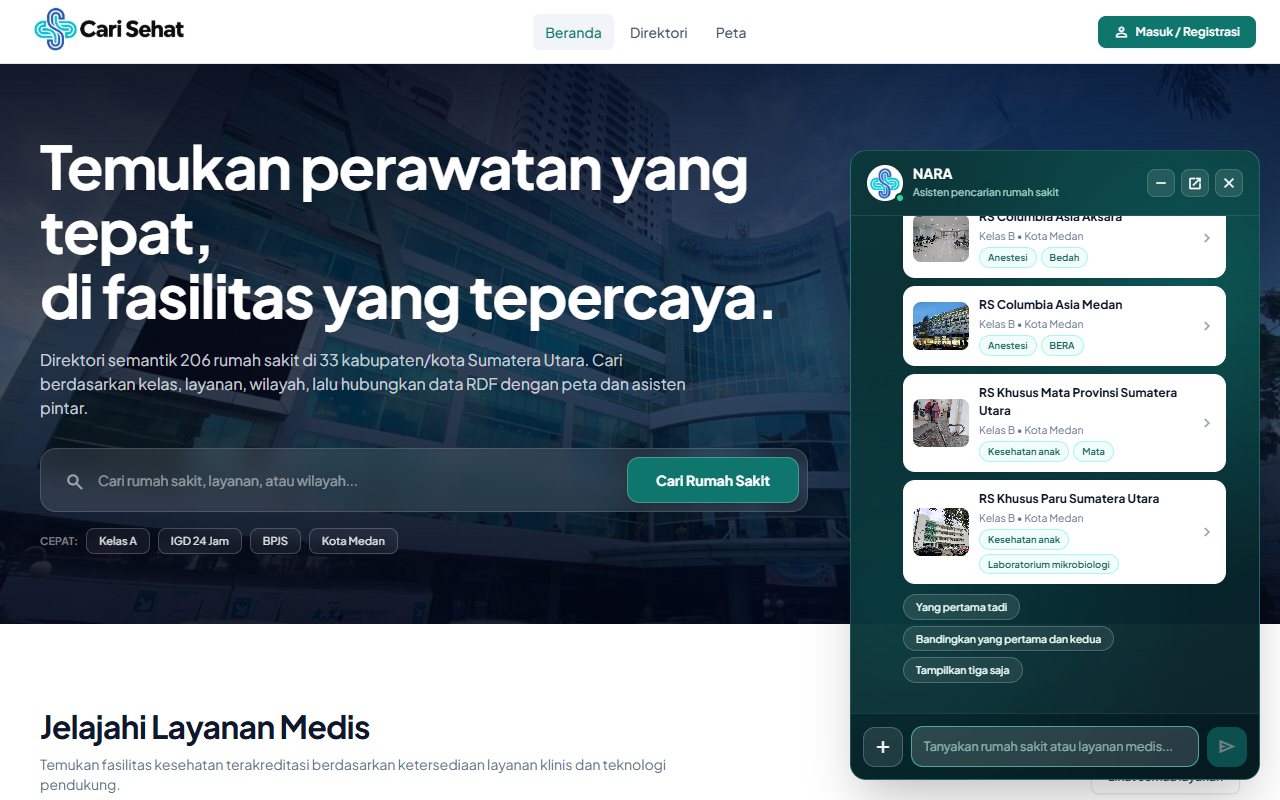 Cari Sehat
Beranda
Direktori
Peta
Masuk / Registrasi
Temukan perawatan yang
tepat,
di fasilitas yang tepercaya.
Direktori semantik 206 rumah sakit di 33 kabupaten/kota Sumatera Utara. Cari
berdasarkan kelas, layanan, wilayah, lalu hubungkan data RDF dengan peta dan asisten
pintar.
Cari rumah sakit, layanan, atau wilayah...
Cari Rumah Sakit
CEPAT:
Kelas A
IGD 24 Jam
BPJS
Kota Medan
Jelajahi Layanan Medis
Temukan fasilitas kesehatan terakreditasi berdasarkan ketersediaan layanan klinis dan teknologi
pendukung.
NARA
Asisten pencarian rumah sakit
RS Columbia Asia Aksara
Kelas B • Kota Medan
Anestesi
Bedah
RS Columbia Asia Medan
Kelas B • Kota Medan
Anestesi
BERA
RS Khusus Mata Provinsi Sumatera
Utara
Kelas B • Kota Medan
Kesehatan anak
Mata
RS Khusus Paru Sumatera Utara
Kelas B • Kota Medan
Kesehatan anak
Laboratorium mikrobiologi
Yang pertama tadi
Bandingkan yang pertama dan kedua
Tampilkan tiga saja
Tanyakan rumah sakit atau layanan medis...